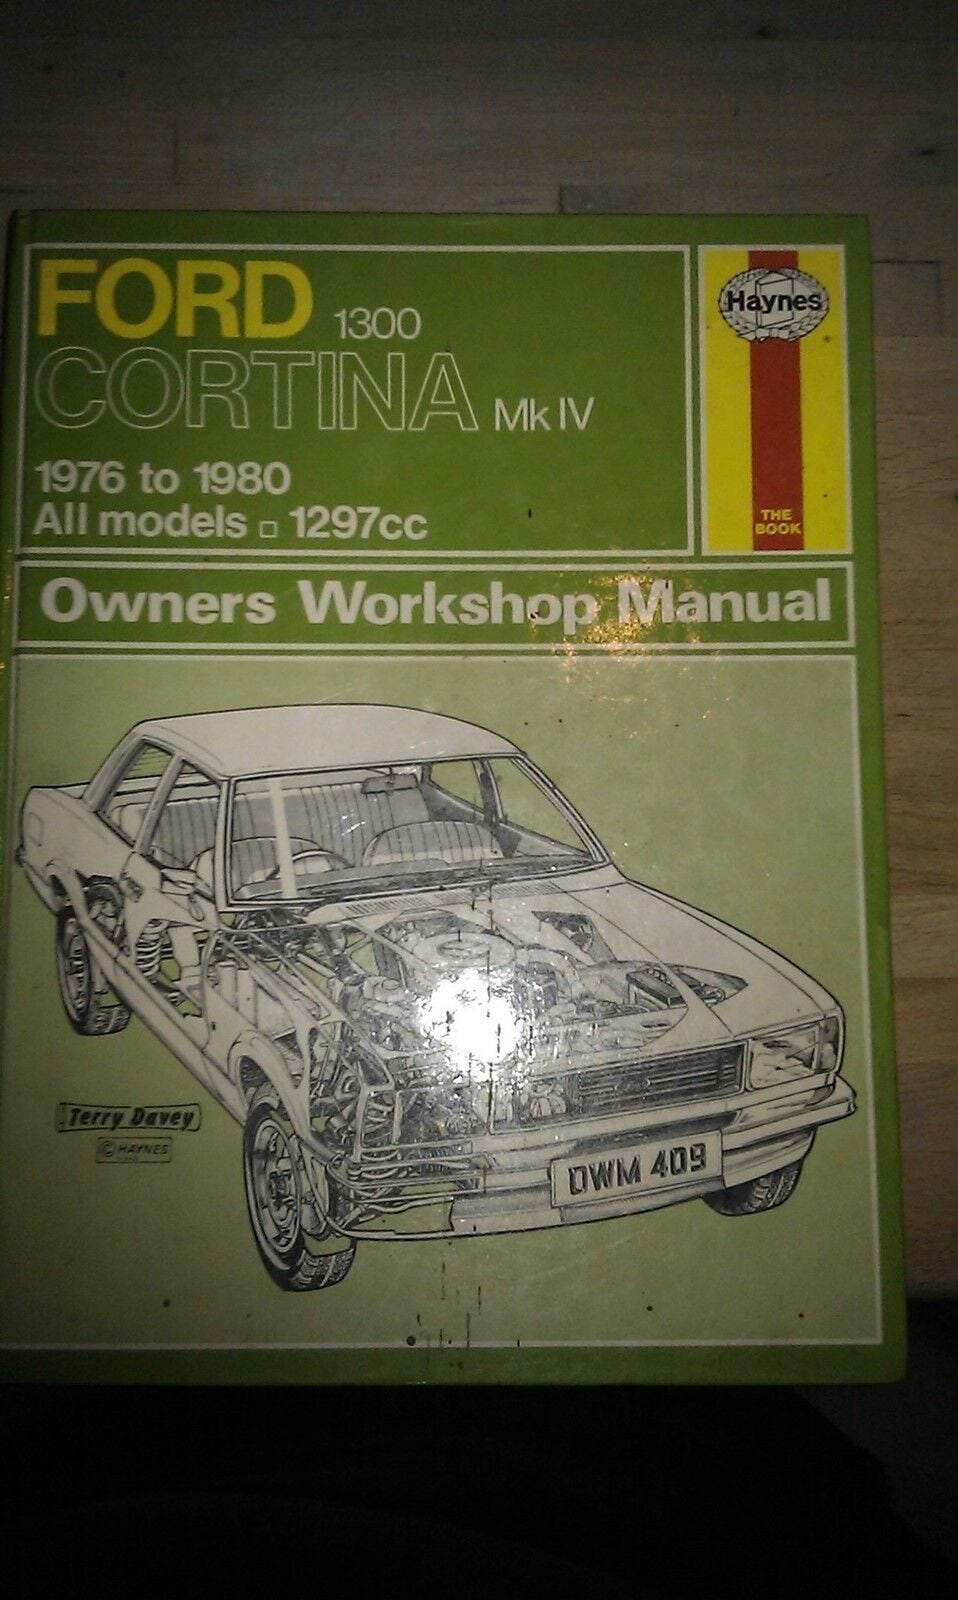 FORD 1300
CORTINA Mk IV
1976 to 1980
All models □ 1297cc
Haynes
THE
BOOK
Owners Workshop Manual
Terry Davey
© HAYNES
DWM 409